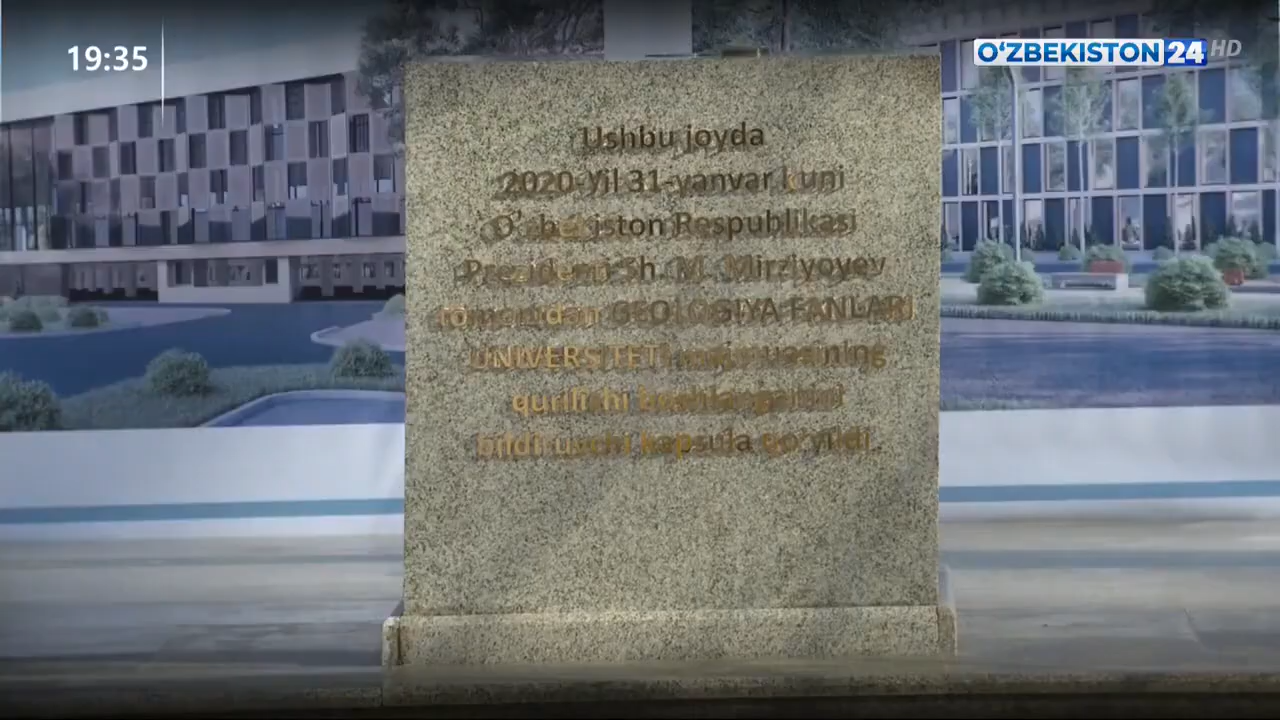 19:35
O‘ZBEKISTON 24 HD
Ushbu joyda
2020-yil 31-yanvar kuni
O‘zbekiston Respublikasi
Prezidenti Sh. M. Mirziyoyev
tomonidan GEOLOGIYA FANLARI
UNIVERSITETI majmuasining
qurilishi boshlanganini
bildiruvchi kapsula qo‘yildi.